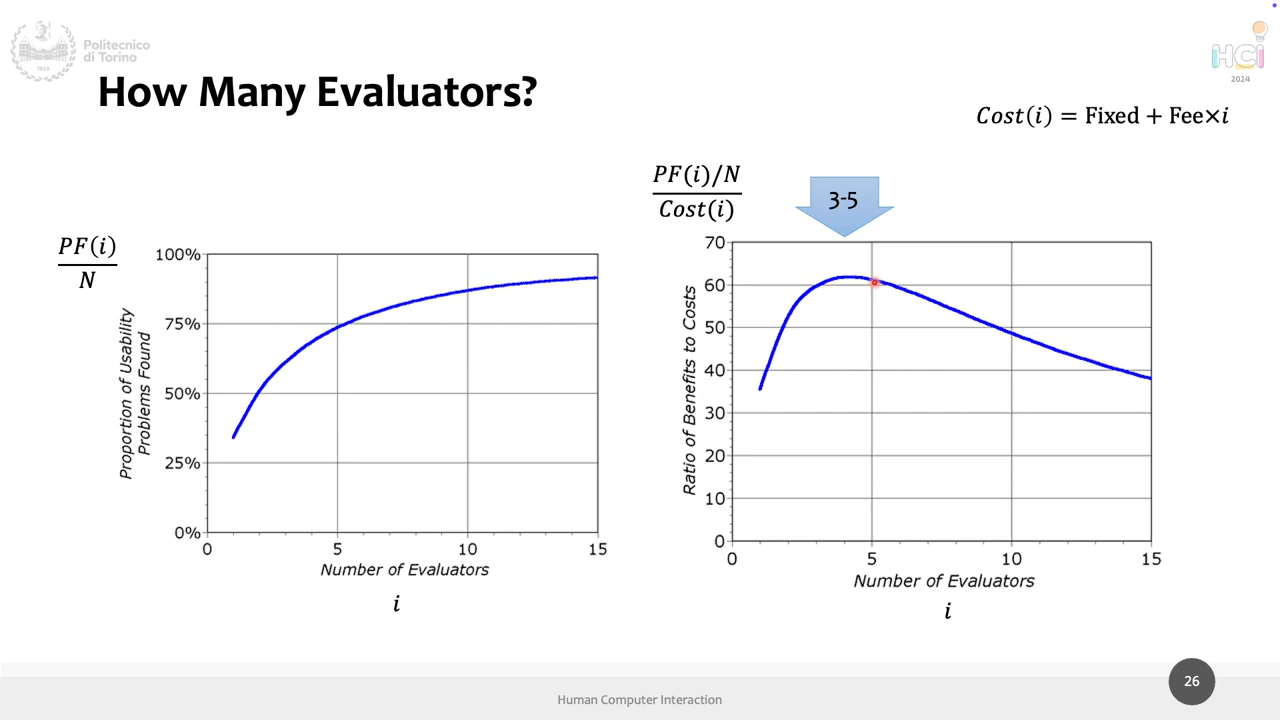 Politecnico
di Torino
1859
HCI
2024
How Many Evaluators?
𝐶𝑜𝑠𝑡(𝑖) = Fixed + Fee×𝑖
PF(i)
N
100%
75%
50%
25%
0%
Proportion of Usability
Problems Found
0 5 10 15
Number of Evaluators
i
PF(i)/N
Cost(i)
3-5
70
60
50
40
30
20
10
0
Ratio of Benefits to Costs
0 5 10 15
Number of Evaluators
i
Human Computer Interaction
26